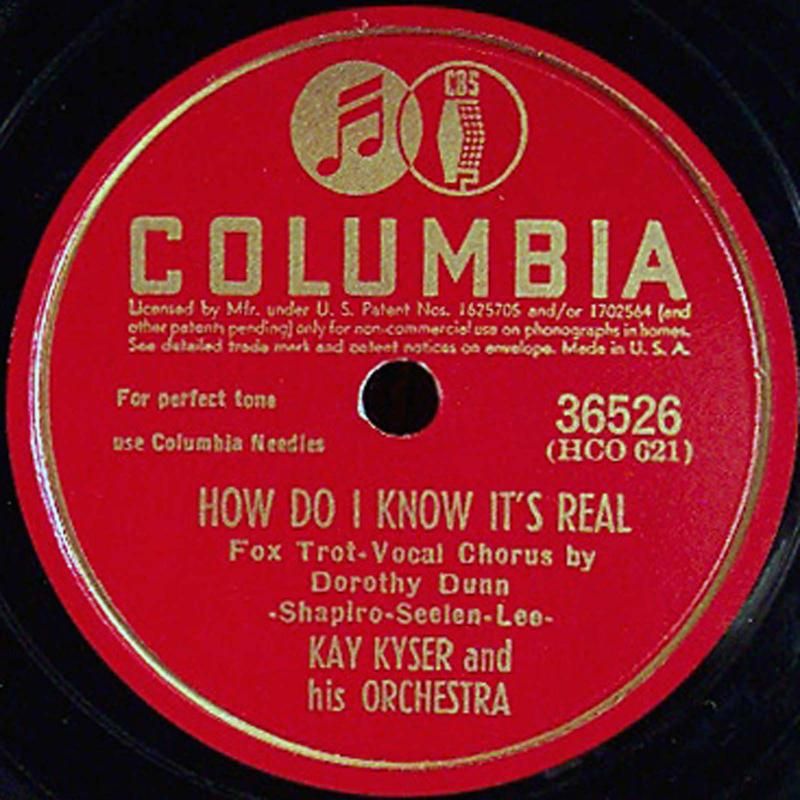 CBS
COLUMBIA
Licensed by Mfr. under U. S. Patent Nos. 1675705 and/or 1702564 (and
other patents pending) only for non-commercial use on phonographs in homes.
See detailed trade mark and patent notices on envelope. Made in U. S. A.
For perfect tone
use Columbia Needles
36526
(HCO 621)
HOW DO I KNOW IT'S REAL
Fox Trot-Vocal Chorus by
Dorothy Dunn
-Shapiro-Seelen-Lee-
KAY KYSER and
his ORCHESTRA